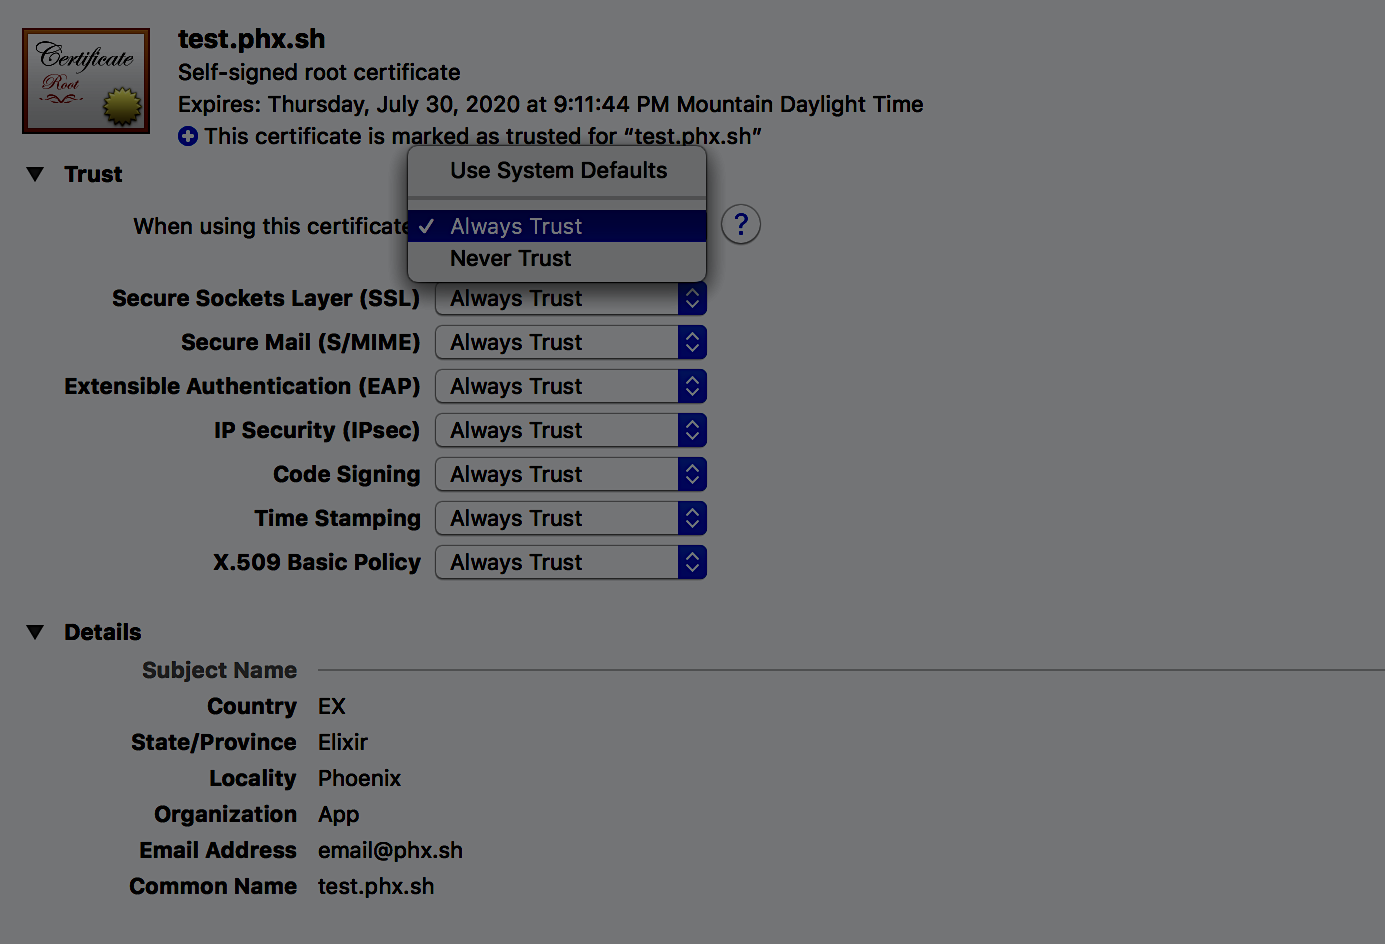 Certificate
Root
test.phx.sh
Self-signed root certificate
Expires: Thursday, July 30, 2020 at 9:11:44 PM Mountain Daylight Time
This certificate is marked as trusted for “test.phx.sh”
Trust
Use System Defaults
When using this certificate ✓ Always Trust ?
Never Trust
Secure Sockets Layer (SSL) Always Trust
Secure Mail (S/MIME) Always Trust
Extensible Authentication (EAP) Always Trust
IP Security (IPsec) Always Trust
Code Signing Always Trust
Time Stamping Always Trust
X.509 Basic Policy Always Trust
Details
Subject Name
Country EX
State/Province Elixir
Locality Phoenix
Organization App
Email Address email@phx.sh
Common Name test.phx.sh